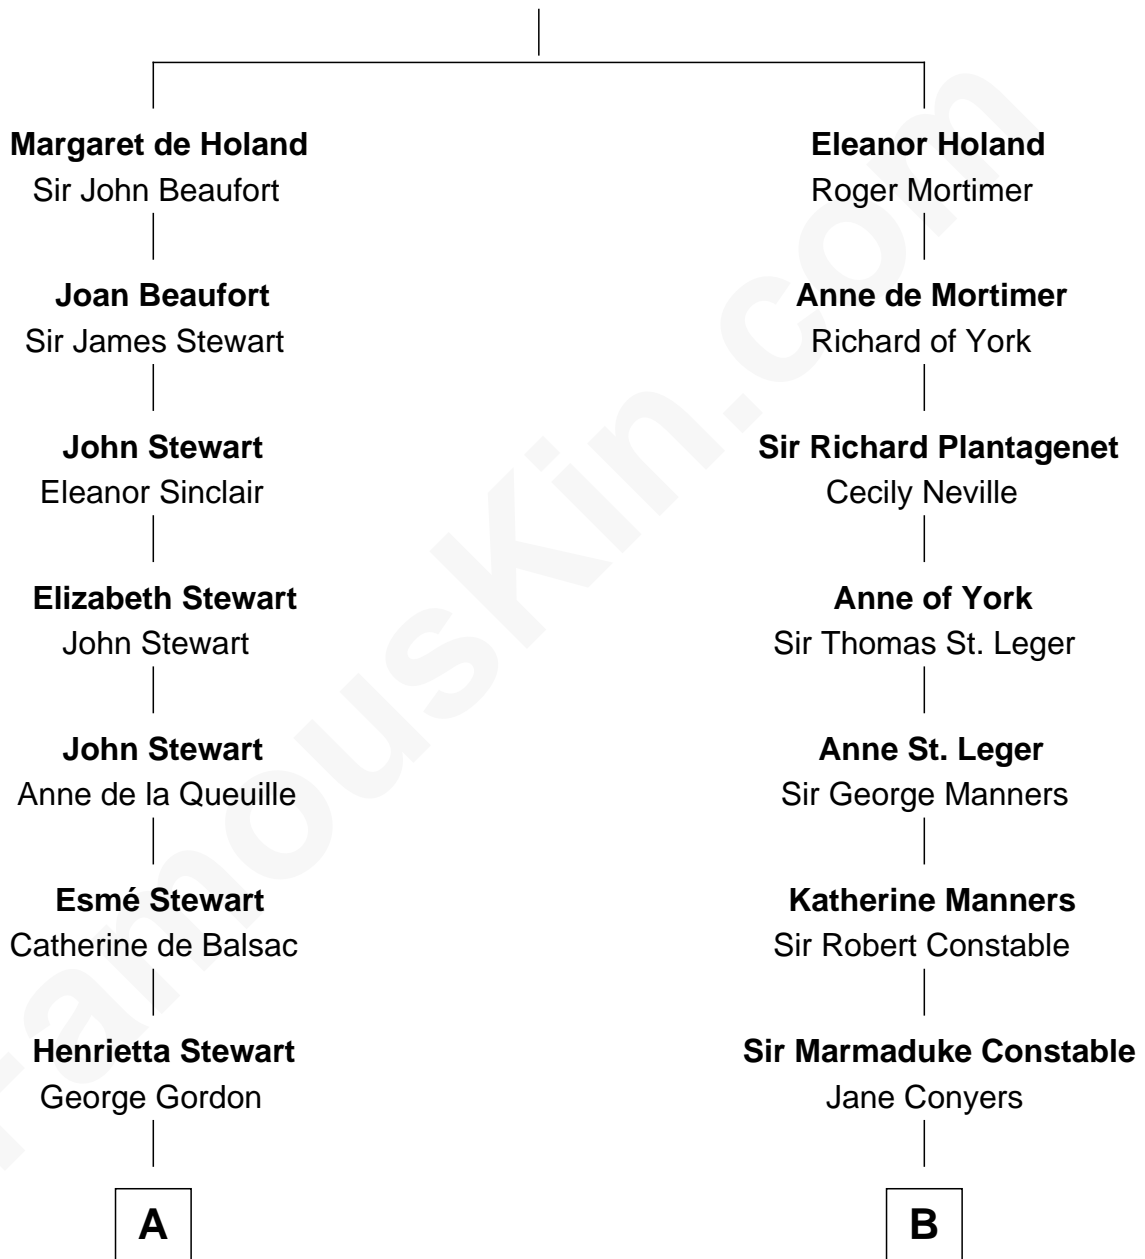 Margaret de Holand
Sir John Beaufort
Joan Beaufort
Sir James Stewart
John Stewart
Eleanor Sinclair
Elizabeth Stewart
John Stewart
John Stewart
Anne de la Queuille
Esmé Stewart
Catherine de Balsac
Henrietta Stewart
George Gordon
A
Eleanor Holand
Roger Mortimer
Anne de Mortimer
Richard of York
Sir Richard Plantagenet
Cecily Neville
Anne of York
Sir Thomas St. Leger
Anne St. Leger
Sir George Manners
Katherine Manners
Sir Robert Constable
Sir Marmaduke Constable
Jane Conyers
B
FamousKin.com